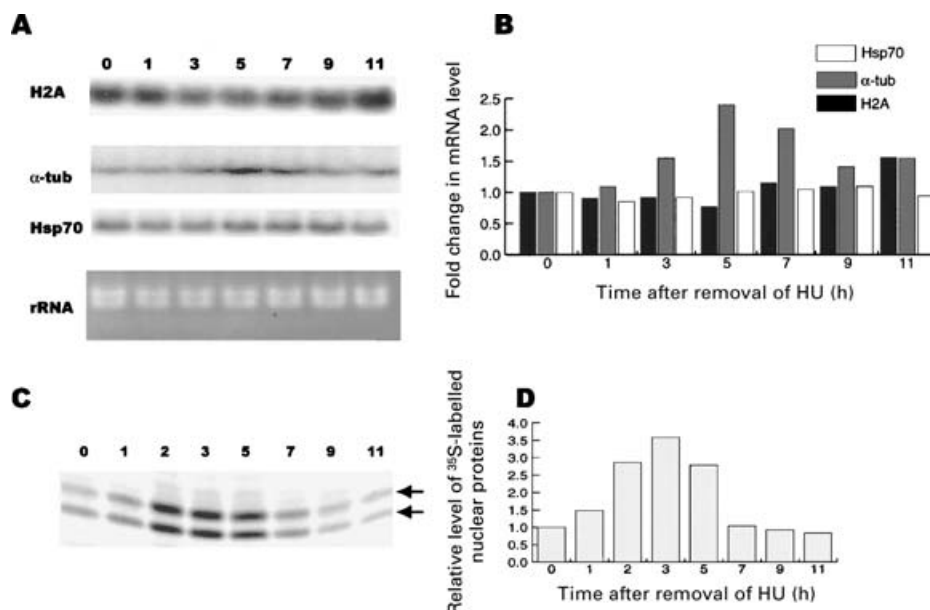 A
0 1 3 5 7 9 11
H2A
α-tub
Hsp70
rRNA
B
Hsp70
α-tub
H2A
Fold change in mRNA level
2.5
2.0
1.5
1.0
0.5
0.0
0 1 3 5 7 9 11
Time after removal of HU (h)
C
0 1 2 3 5 7 9 11
D
Relative level of ³⁵S-labelled
nuclear proteins
4.0
3.5
3.0
2.5
2.0
1.5
1.0
0.5
0.0
0 1 2 3 5 7 9 11
Time after removal of HU (h)